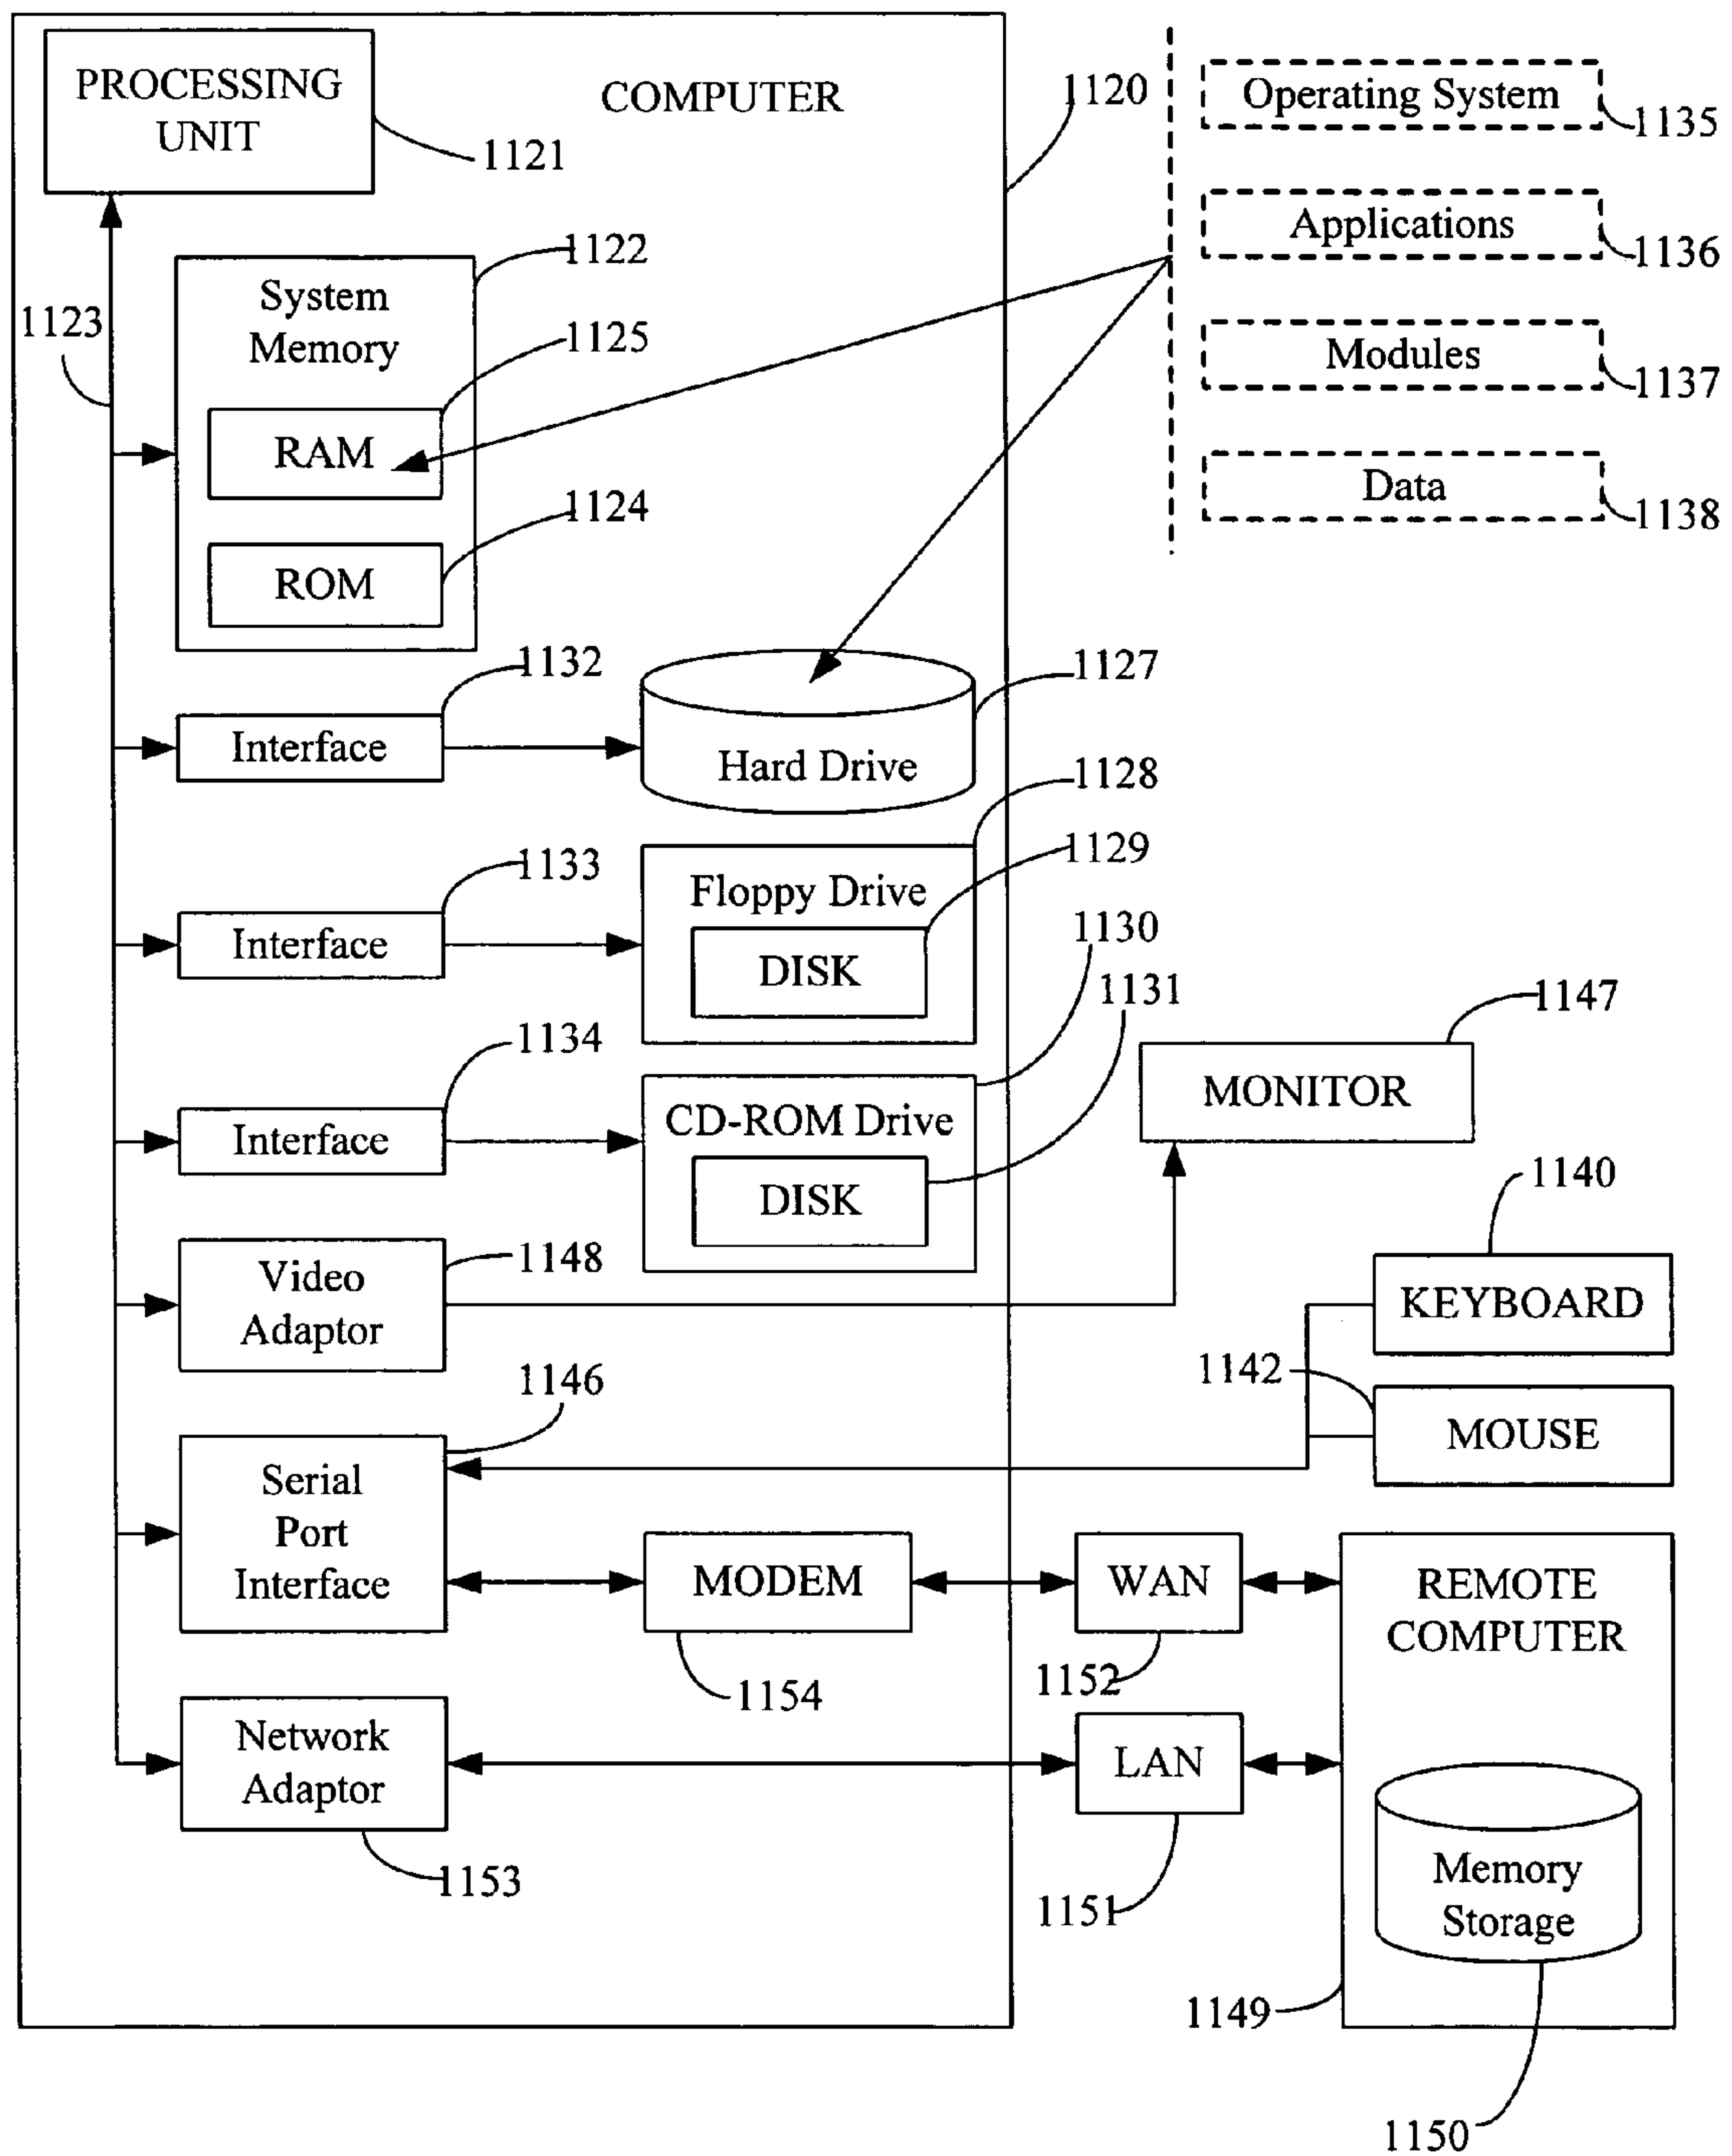 PROCESSING
UNIT
COMPUTER
1120
1121
Operating System
1135
Applications
1136
Modules
1137
Data
1138
1123
1122
System
Memory
1125
RAM
1124
ROM
1132
Interface
1127
Hard Drive
1133
Interface
1128
1129
Floppy Drive
DISK
1130
1131
1134
Interface
CD-ROM Drive
DISK
1147
MONITOR
1148
Video
Adaptor
1140
KEYBOARD
1142
MOUSE
1146
Serial
Port
Interface
MODEM
1154
WAN
1152
REMOTE
COMPUTER
Network
Adaptor
1153
LAN
1151
Memory
Storage
1149
1150